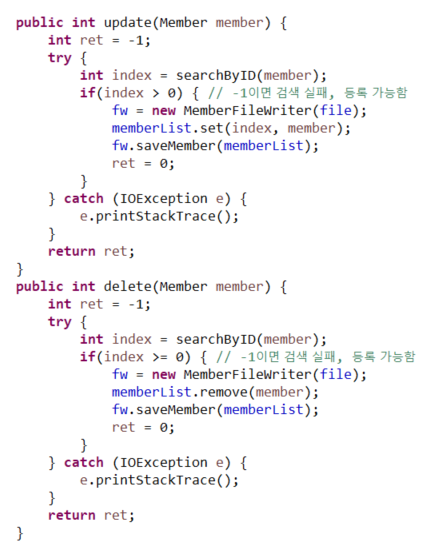 public int update(Member member) {
    int ret = -1;
    try {
        int index = searchByID(member);
        if(index > 0) { // -1이면 검색 실패, 등록 가능함
            fw = new MemberFileWriter(file);
            memberList.set(index, member);
            fw.saveMember(memberList);
            ret = 0;
        }
    } catch (IOException e) {
        e.printStackTrace();
    }
    return ret;
}
public int delete(Member member) {
    int ret = -1;
    try {
        int index = searchByID(member);
        if(index >= 0) { // -1이면 검색 실패, 등록 가능함
            fw = new MemberFileWriter(file);
            memberList.remove(member);
            fw.saveMember(memberList);
            ret = 0;
        }
    } catch (IOException e) {
        e.printStackTrace();
    }
    return ret;
}